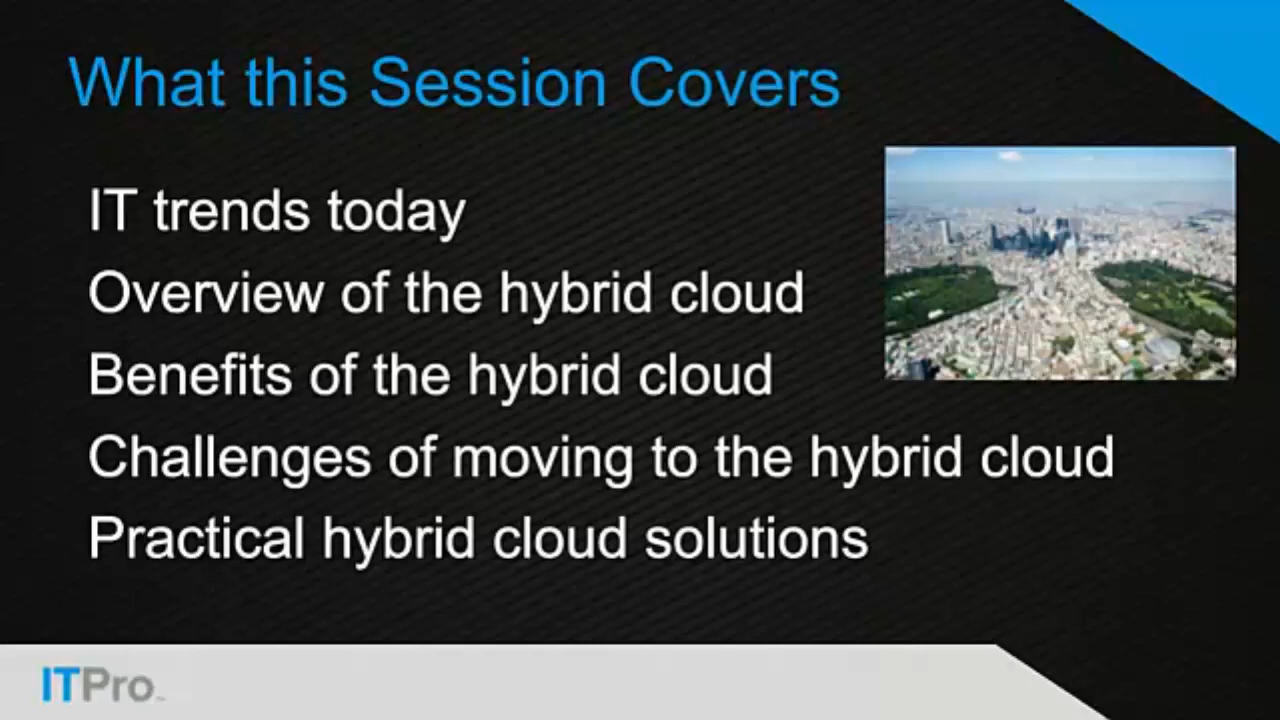 What this Session Covers
IT trends today
Overview of the hybrid cloud
Benefits of the hybrid cloud
Challenges of moving to the hybrid cloud
Practical hybrid cloud solutions
ITPro™